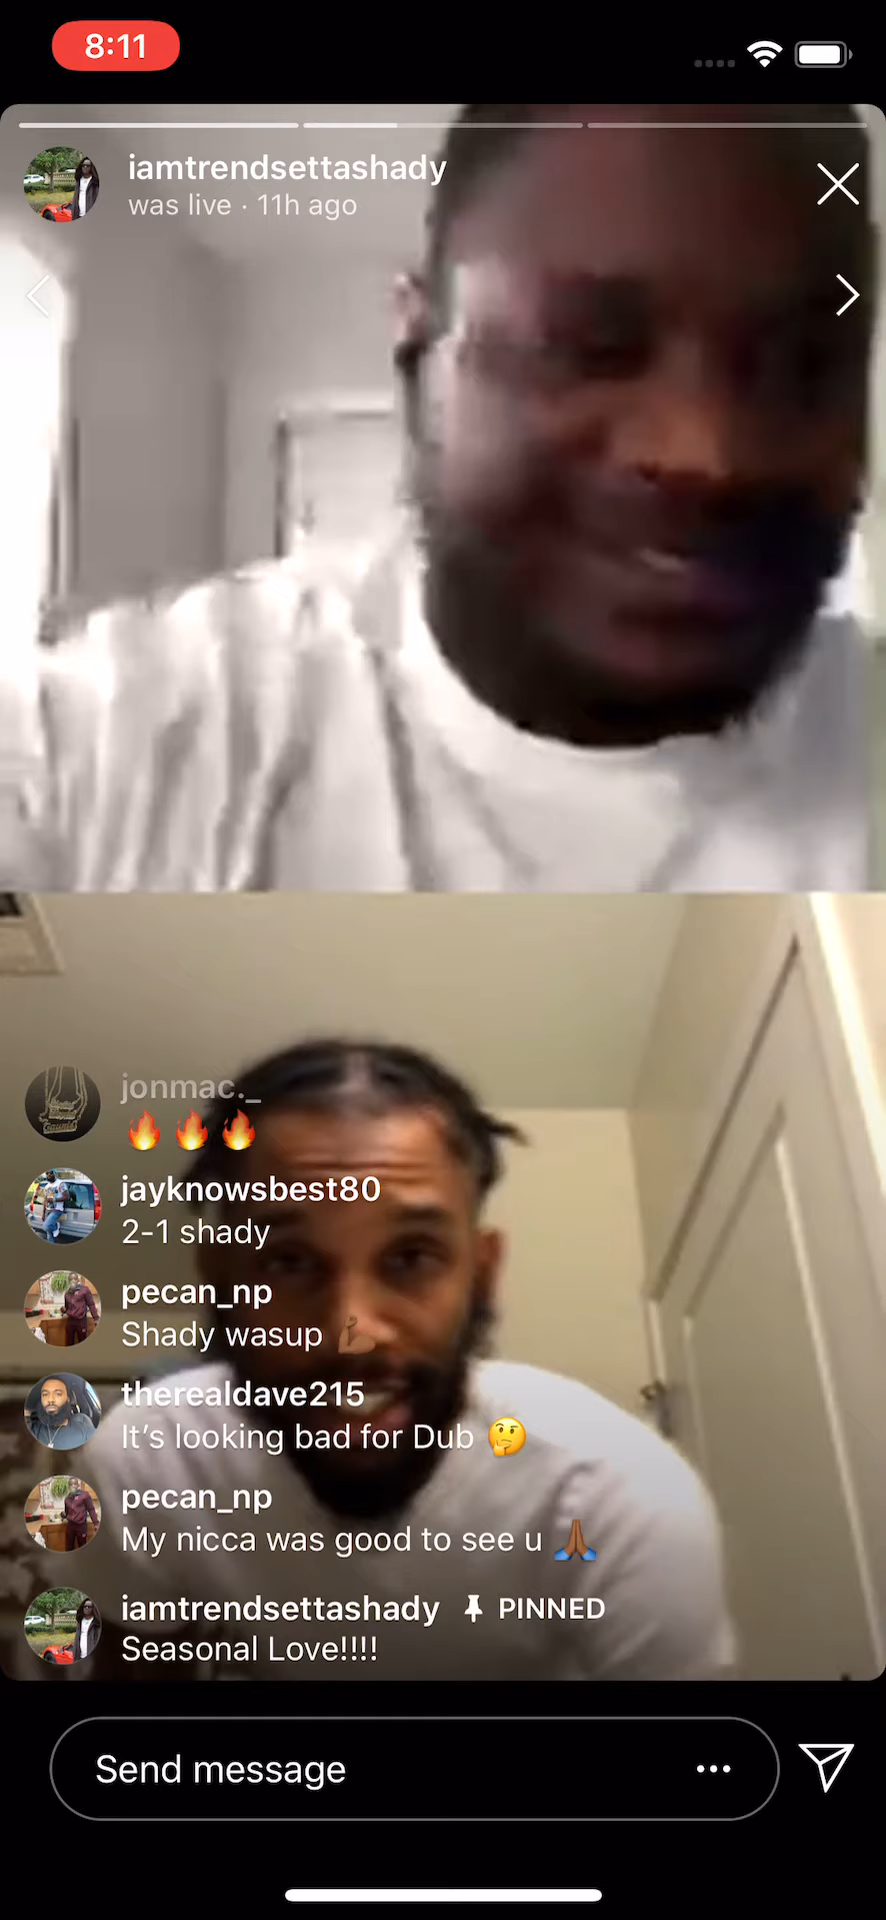 8:11
iamtrendsettashady
was live · 11h ago
jonmac._
🔥🔥🔥
jayknowsbest80
2-1 shady
pecan_np
Shady wasup 💪🏾
therealdave215
It's looking bad for Dub 🤔
pecan_np
My nicca was good to see u 🙏🏾
iamtrendsettashady PINNED
Seasonal Love!!!!
Send message